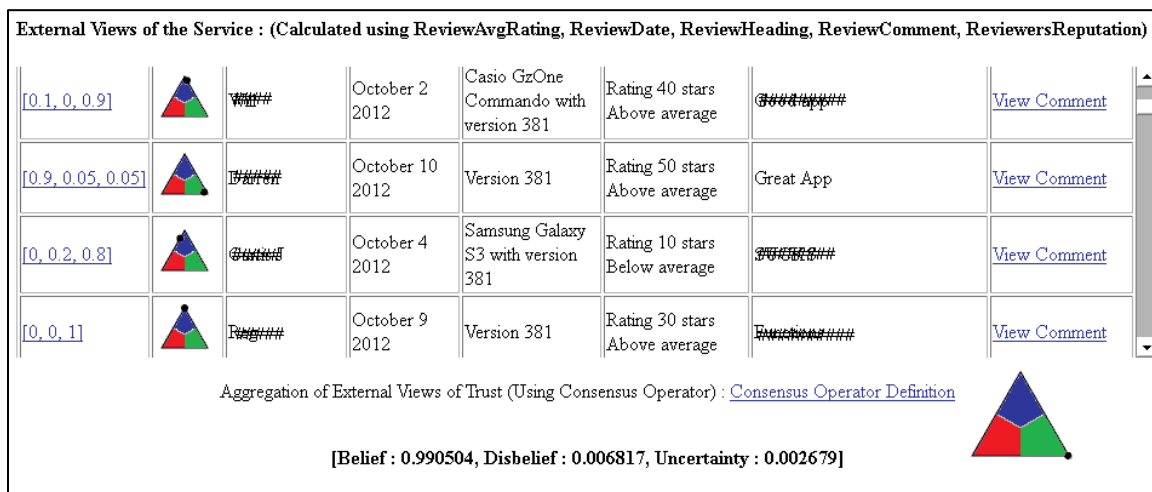 External Views of the Service : (Calculated using ReviewAvgRating, ReviewDate, ReviewHeading, ReviewComment, ReviewersReputation)
[0.1, 0, 0.9]
October 2
2012
Casio GzOne
Commando with
version 381
Rating 40 stars
Above average
View Comment
[0.9, 0.05, 0.05]
October 10
2012
Version 381
Rating 50 stars
Above average
Great App
View Comment
[0, 0.2, 0.8]
October 4
2012
Samsung Galaxy
S3 with version
381
Rating 10 stars
Below average
View Comment
[0, 0, 1]
October 9
2012
Version 381
Rating 30 stars
Above average
View Comment
Aggregation of External Views of Trust (Using Consensus Operator) : Consensus Operator Definition
[Belief : 0.990504, Disbelief : 0.006817, Uncertainty : 0.002679]